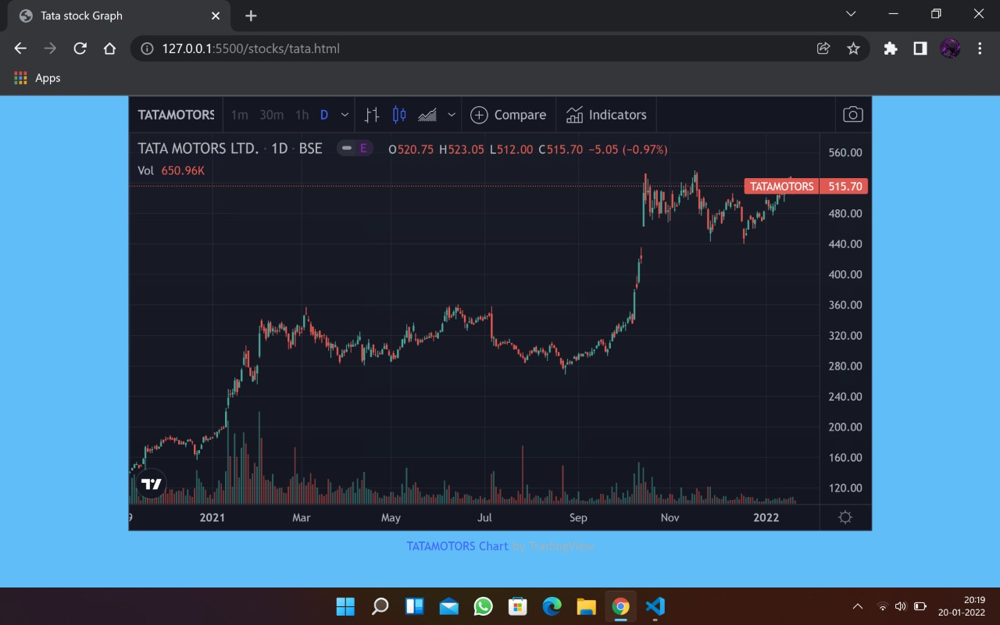 Tata stock Graph
127.0.0.1:5500/stocks/tata.html
Apps
TATAMOTORS 1m 30m 1h D Compare Indicators
TATA MOTORS LTD. · 1D · BSE E O520.75 H523.05 L512.00 C515.70 −5.05 (−0.97%)
Vol 650.96K
560.00
TATAMOTORS 515.70
480.00
440.00
400.00
360.00
320.00
280.00
240.00
200.00
160.00
120.00
9 2021 Mar May Jul Sep Nov 2022
TATAMOTORS Chart by TradingView
20:19
20-01-2022